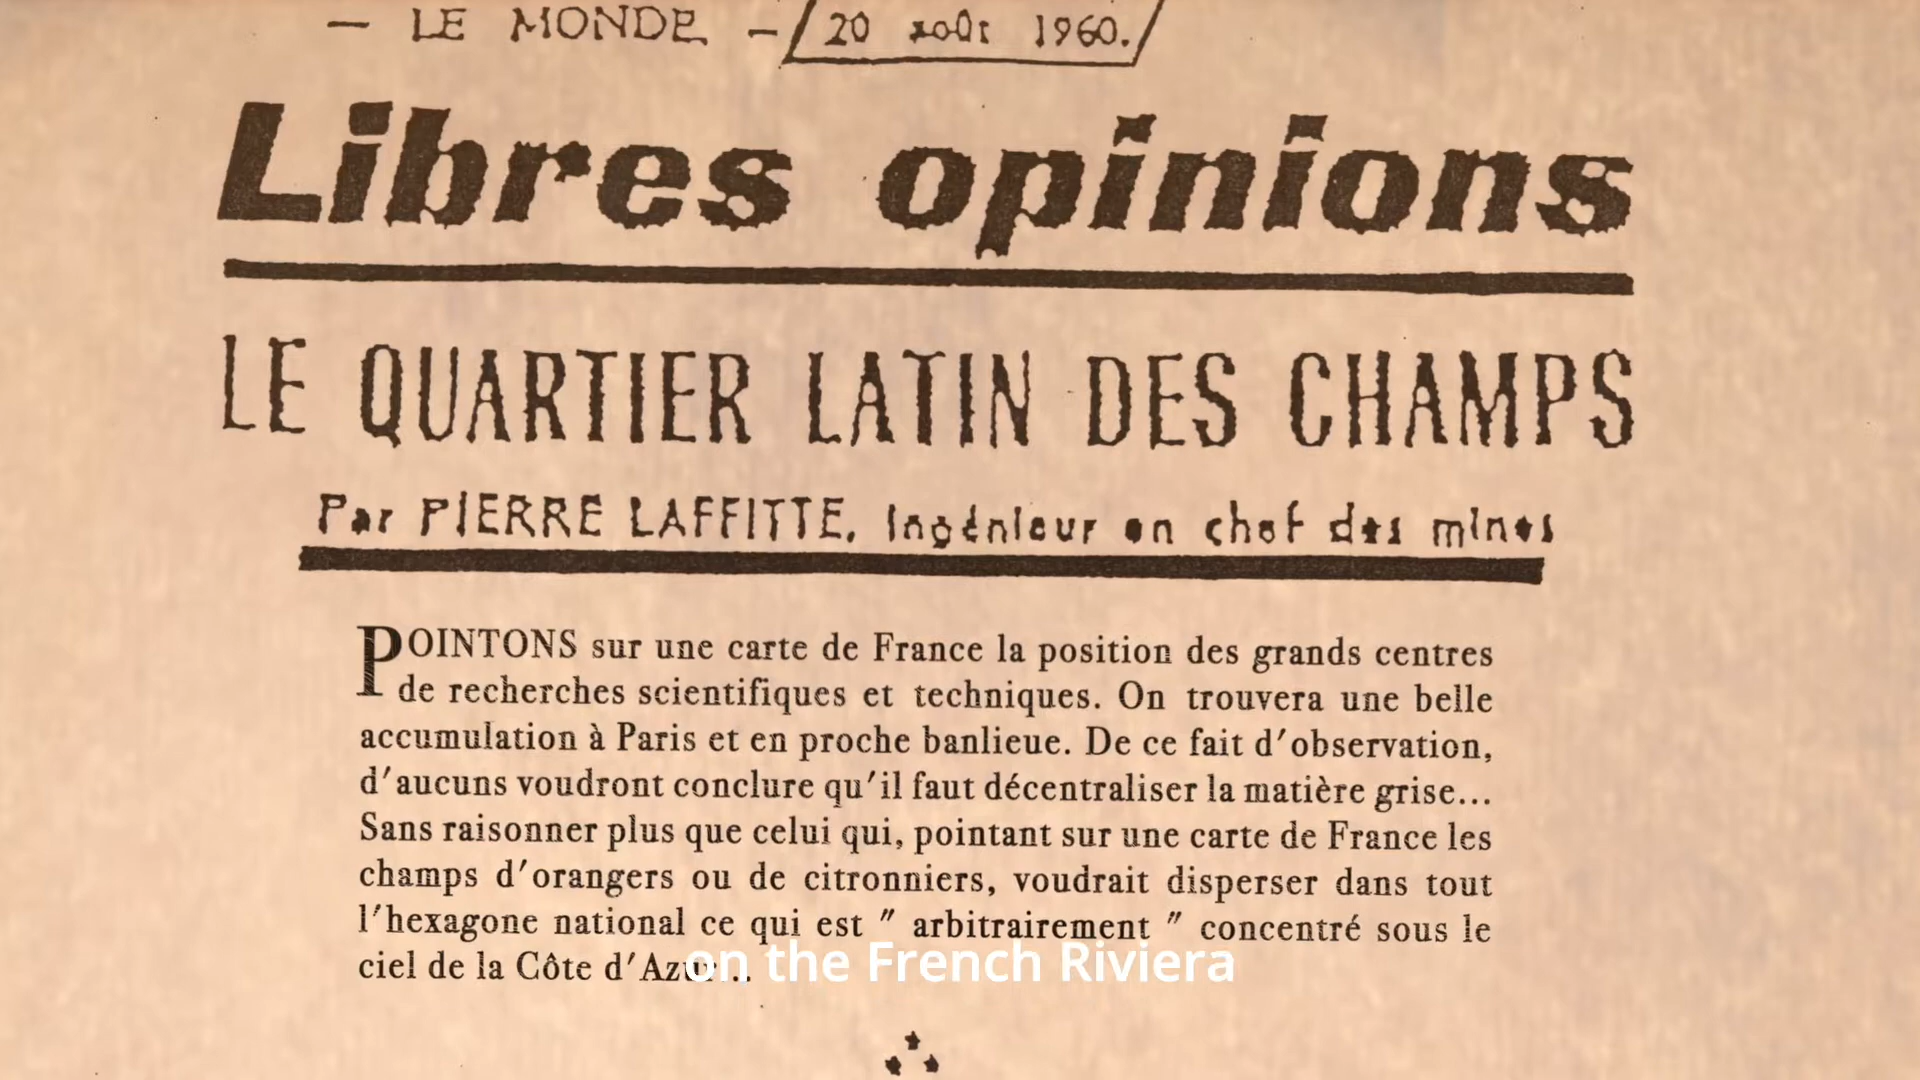 — LE MONDE — 20 août 1960.
Libres opinions
LE QUARTIER LATIN DES CHAMPS
Par PIERRE LAFFITTE, Ingénieur en chef des mines
POINTONS sur une carte de France la position des grands centres
de recherches scientifiques et techniques. On trouvera une belle
accumulation à Paris et en proche banlieue. De ce fait d'observation,
d'aucuns voudront conclure qu'il faut décentraliser la matière grise...
Sans raisonner plus que celui qui, pointant sur une carte de France les
champs d'orangers ou de citronniers, voudrait disperser dans tout
l'hexagone national ce qui est " arbitrairement " concentré sous le
ciel de la Côte d'Azur...
on the French Riviera